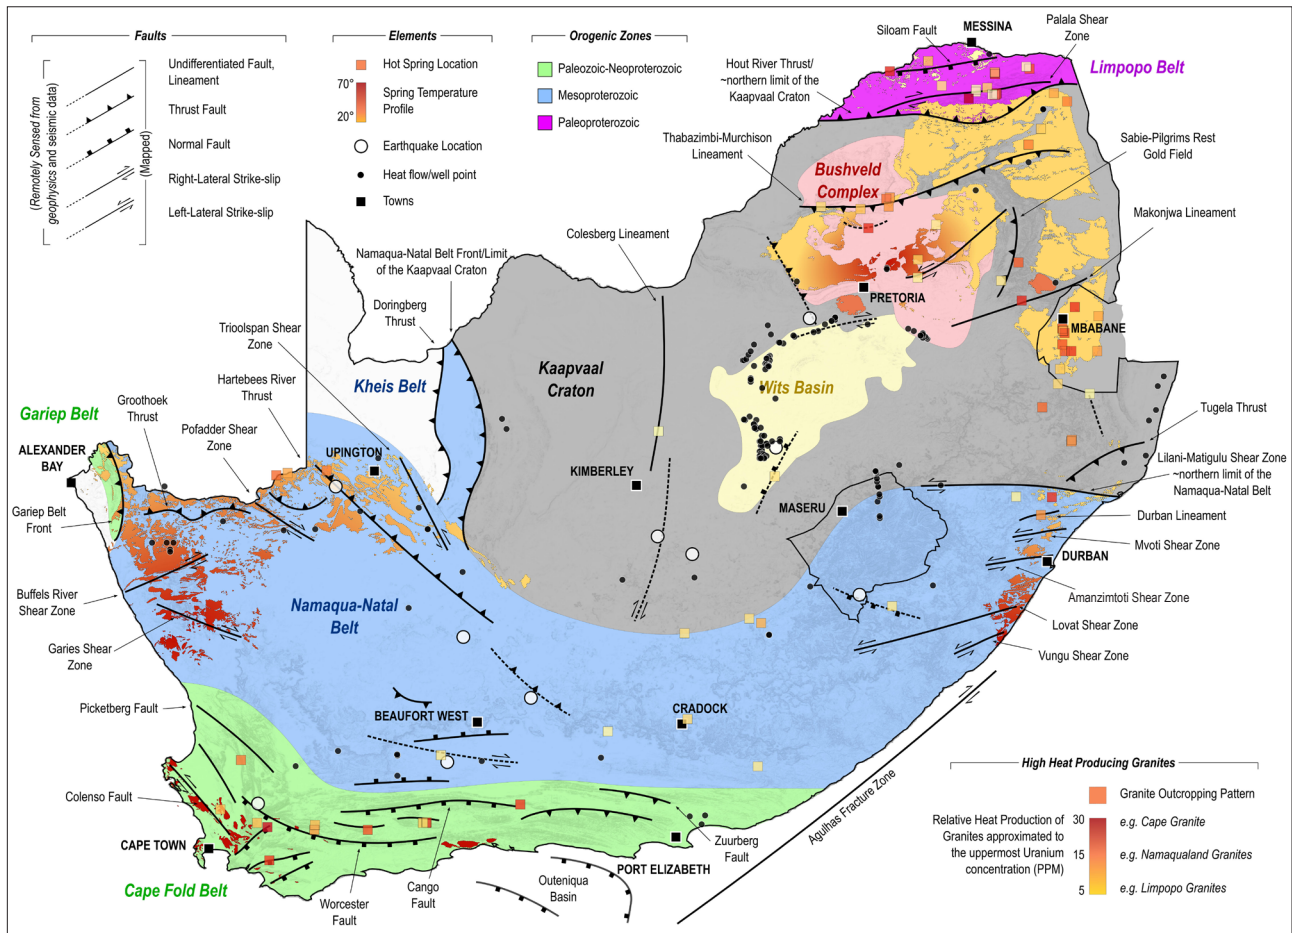 Faults
Undifferentiated Fault,
Lineament
Thrust Fault
Normal Fault
Right-Lateral Strike-slip
Left-Lateral Strike-slip
(Remotely Sensed from
geophysics and seismic data)
(Mapped)
Elements
Hot Spring Location
70°
Spring Temperature
Profile
20°
Earthquake Location
Heat flow/well point
Towns
Orogenic Zones
Paleozoic-Neoproterozoic
Mesoproterozoic
Paleoproterozoic
Siloam Fault
MESSINA
Palala Shear
Zone
Hout River Thrust/
~northern limit of the
Kaapvaal Craton
Limpopo Belt
Thabazimbi-Murchison
Lineament
Bushveld
Complex
Sabie-Pilgrims Rest
Gold Field
Makonjwa Lineament
Colesberg Lineament
Namaqua-Natal Belt Front/Limit
of the Kaapvaal Craton
Doringberg
Thrust
Trioolspan Shear
Zone
Hartebees River
Thrust
PRETORIA
MBABANE
Kheis Belt
Kaapvaal
Craton
Wits Basin
Gariep Belt
Groothoek
Thrust
Pofadder Shear
Zone
Tugela Thrust
ALEXANDER
BAY
UPINGTON
KIMBERLEY
Lilani-Matigulu Shear Zone
~northern limit of the
Namaqua-Natal Belt
MASERU
Gariep Belt
Front
Durban Lineament
Mvoti Shear Zone
DURBAN
Buffels River
Shear Zone
Namaqua-Natal
Belt
Amanzimtoti Shear Zone
Lovat Shear Zone
Garies Shear
Zone
Vungu Shear Zone
Picketberg Fault
BEAUFORT WEST
CRADOCK
Agulhas Fracture Zone
Colenso Fault
CAPE TOWN
Cape Fold Belt
Worcester
Fault
Cango
Fault
Outeniqua
Basin
PORT ELIZABETH
Zuurberg
Fault
High Heat Producing Granites
Granite Outcropping Pattern
Relative Heat Production of
Granites approximated to
the uppermost Uranium
concentration (PPM)
30
15
5
e.g. Cape Granite
e.g. Namaqualand Granites
e.g. Limpopo Granites